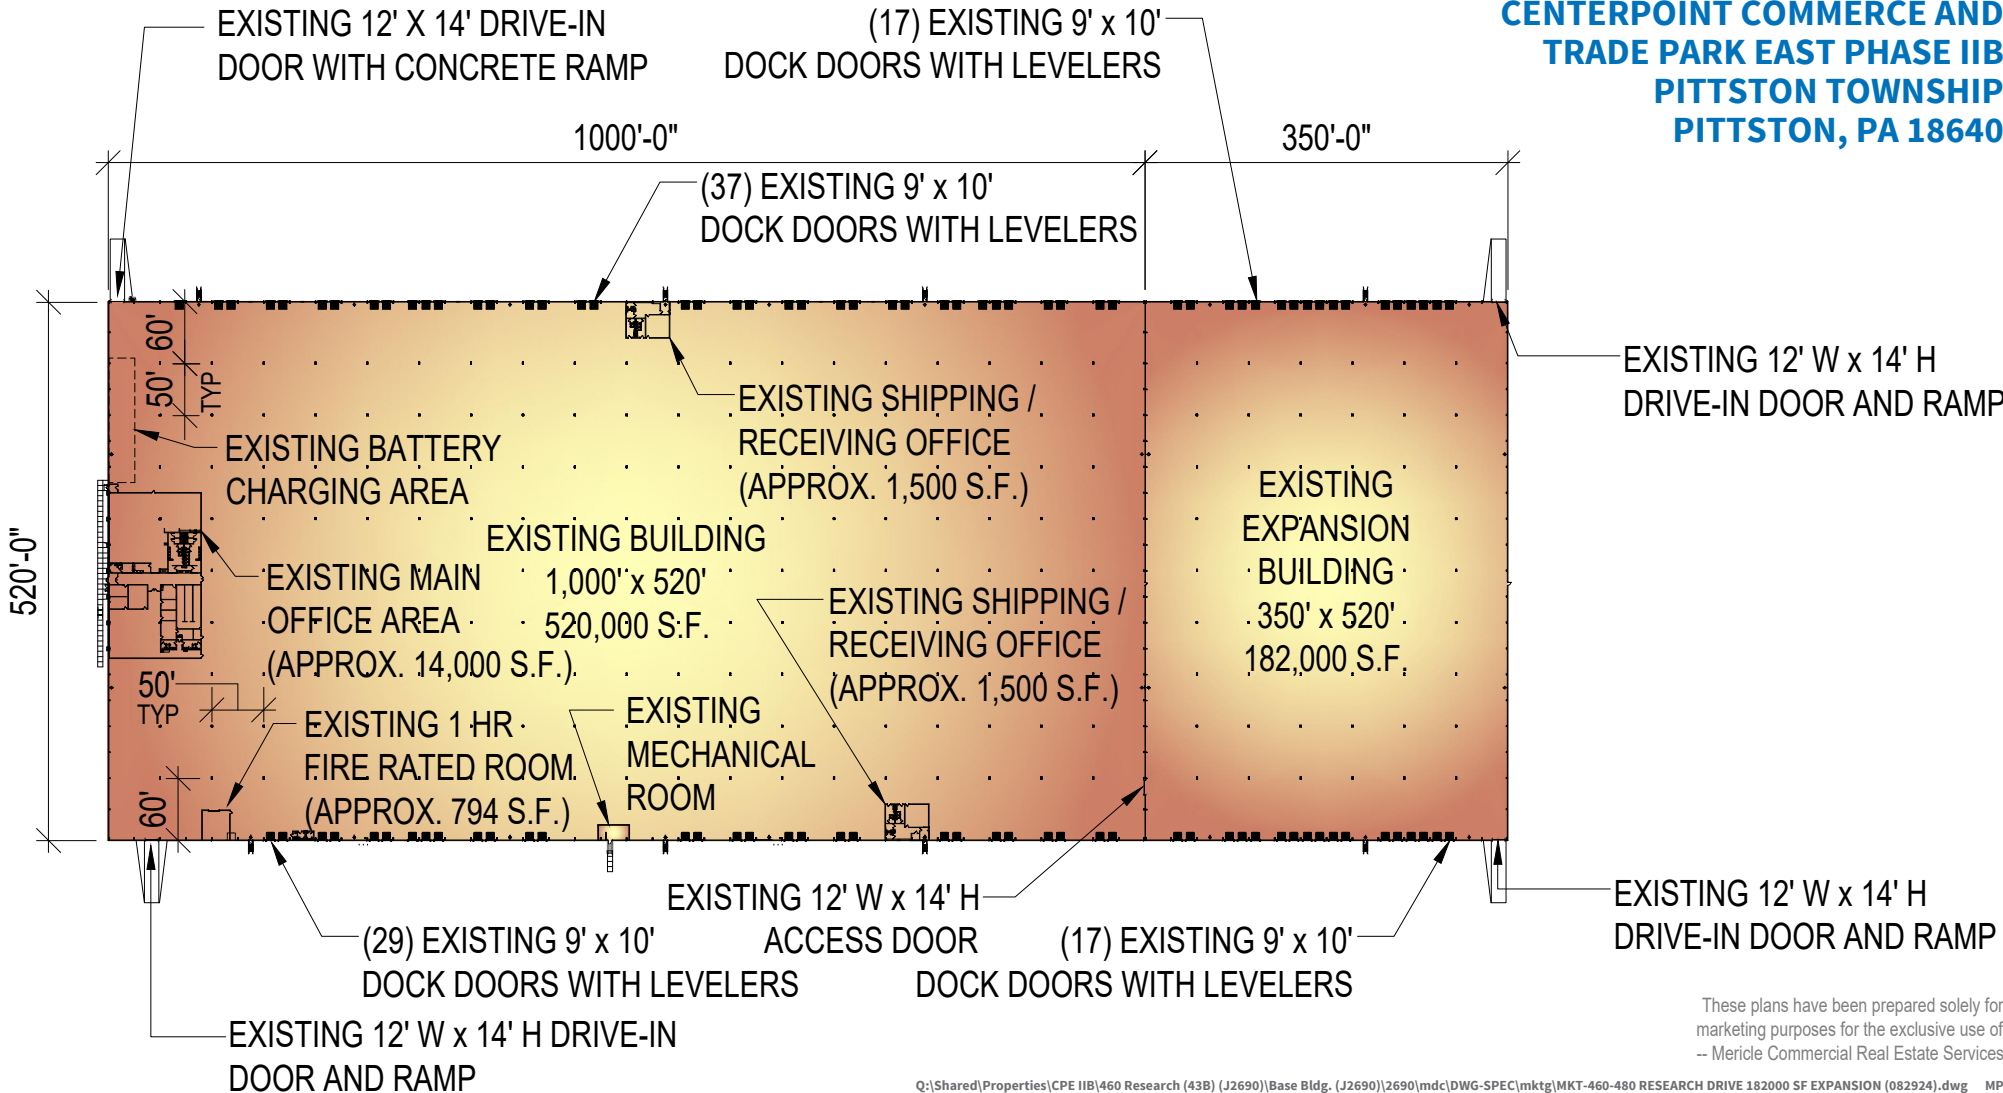 EXISTING 12' X 14' DRIVE-IN
DOOR WITH CONCRETE RAMP
(17) EXISTING 9' x 10'
DOCK DOORS WITH LEVELERS
CENTERPOINT COMMERCE AND
TRADE PARK EAST PHASE IIB
PITTSTON TOWNSHIP
PITTSTON, PA 18640
1000'-0"
350'-0"
(37) EXISTING 9' x 10'
DOCK DOORS WITH LEVELERS
60'
50'
TYP
EXISTING 12' W x 14' H
DRIVE-IN DOOR AND RAMP
EXISTING SHIPPING /
RECEIVING OFFICE
(APPROX. 1,500 S.F.)
EXISTING BATTERY
CHARGING AREA
EXISTING
EXPANSION
BUILDING
350' x 520'
182,000 S.F.
EXISTING BUILDING
1,000' x 520'
520,000 S.F.
520'-0"
EXISTING MAIN
OFFICE AREA
(APPROX. 14,000 S.F.)
EXISTING SHIPPING /
RECEIVING OFFICE
(APPROX. 1,500 S.F.)
50'
TYP
EXISTING 1 HR
FIRE RATED ROOM
(APPROX. 794 S.F.)
EXISTING
MECHANICAL
ROOM
60'
EXISTING 12' W x 14' H
ACCESS DOOR
EXISTING 12' W x 14' H
DRIVE-IN DOOR AND RAMP
(29) EXISTING 9' x 10'
DOCK DOORS WITH LEVELERS
(17) EXISTING 9' x 10'
DOCK DOORS WITH LEVELERS
EXISTING 12' W x 14' H DRIVE-IN
DOOR AND RAMP
These plans have been prepared solely for
marketing purposes for the exclusive use of
-- Mericle Commercial Real Estate Services
Q:\Shared\Properties\CPE IIB\460 Research (43B) (J2690)\Base Bldg. (J2690)\2690\mdc\DWG-SPEC\mktg\MKT-460-480 RESEARCH DRIVE 182000 SF EXPANSION (082924).dwg MP